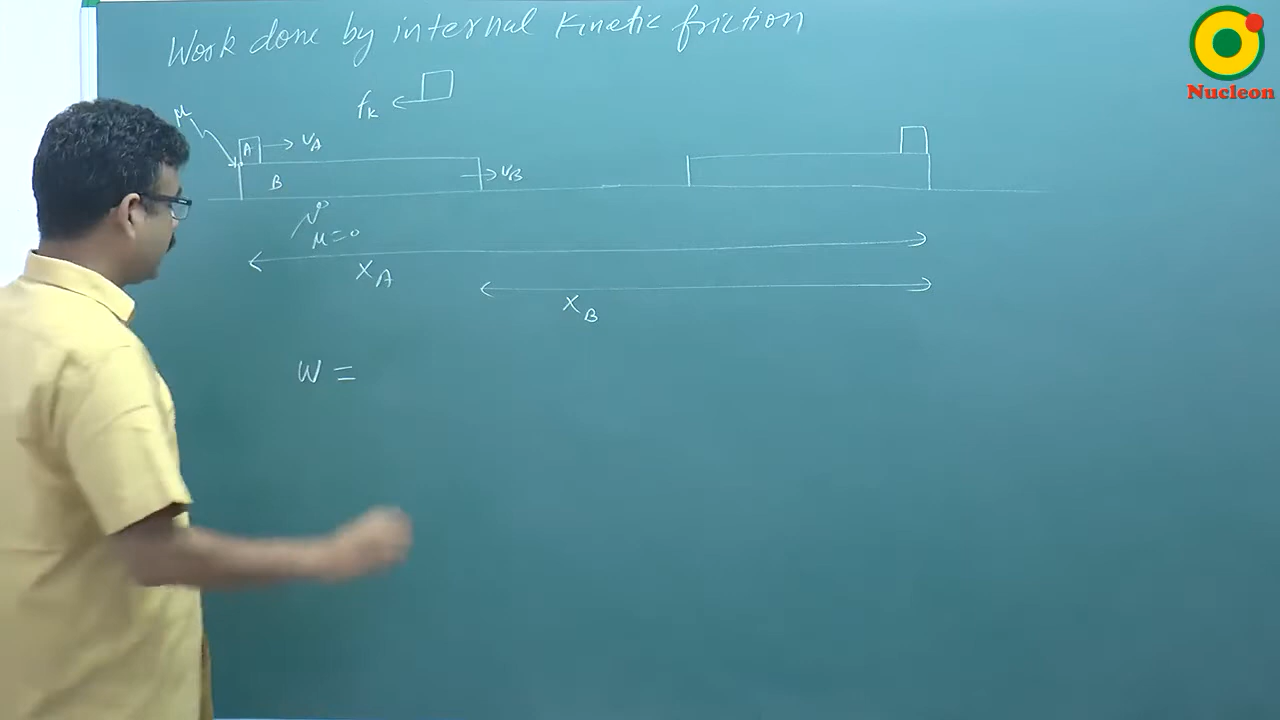 Work done by internal kinetic friction
Nucleon
fk
μ
A
vA
B
vB
μ=0
xA
xB
W =